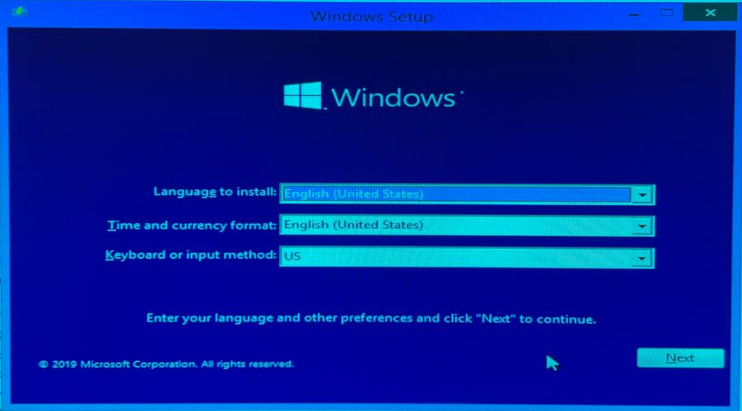 Windows Setup
Windows
Language to install: English (United States)
Time and currency format: English (United States)
Keyboard or input method: US
Enter your language and other preferences and click "Next" to continue.
© 2019 Microsoft Corporation. All rights reserved.
Next